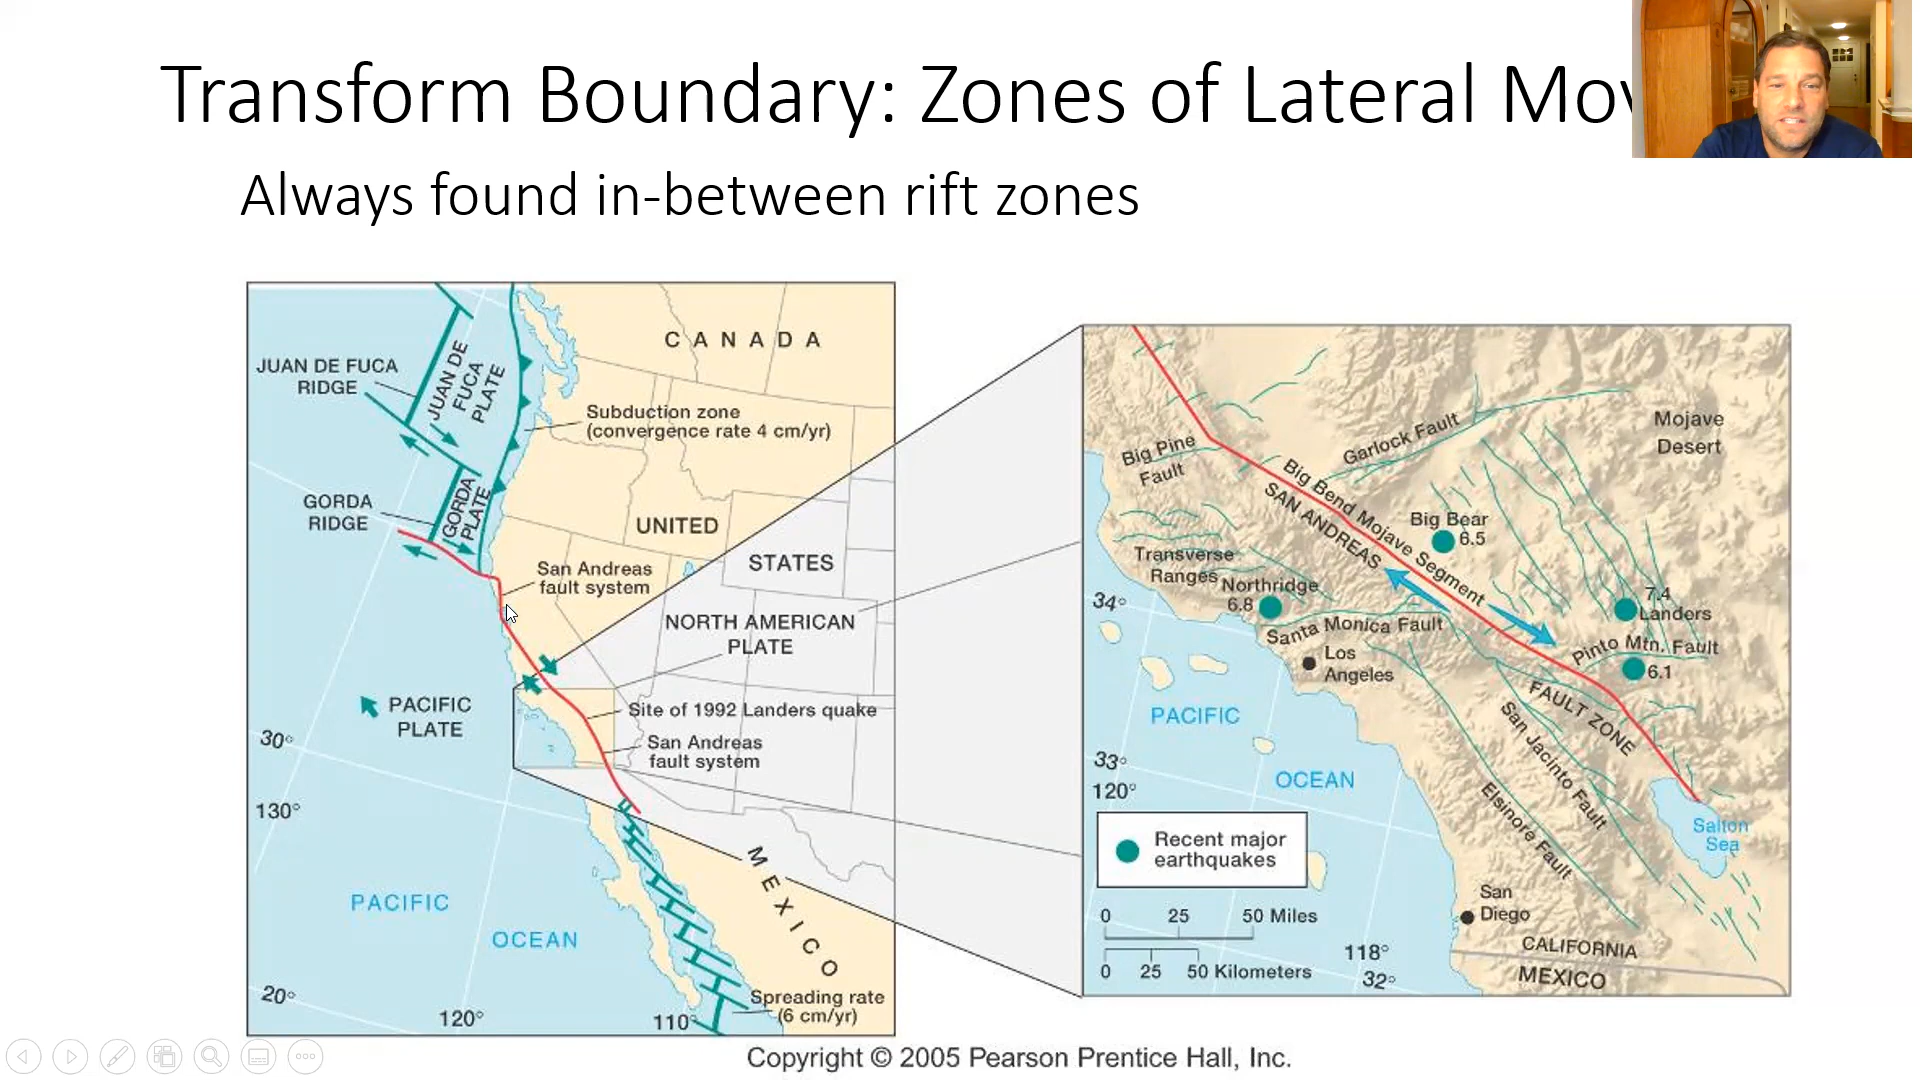 Transform Boundary: Zones of Lateral Mov
Always found in-between rift zones
CANADA
JUAN DE FUCA
RIDGE
JUAN DE
FUCA
PLATE
Subduction zone
(convergence rate 4 cm/yr)
GORDA
RIDGE
GORDA
PLATE
UNITED
STATES
San Andreas
fault system
NORTH AMERICAN
PLATE
PACIFIC
PLATE
Site of 1992 Landers quake
San Andreas
fault system
30°
130°
MEXICO
PACIFIC
OCEAN
20°
120°
110°
Spreading rate
(6 cm/yr)
Mojave
Desert
Garlock Fault
Big Pine
Fault
Big Bend Mojave Segment
SAN ANDREAS
FAULT ZONE
Big Bear
6.5
Transverse
Ranges
Northridge
6.8
7.4
Landers
34°
Santa Monica Fault
Pinto Mtn. Fault
6.1
Los
Angeles
PACIFIC
OCEAN
San Jacinto Fault
Elsinore Fault
33°
120°
Salton
Sea
Recent major
earthquakes
San
Diego
0 25 50 Miles
0 25 50 Kilometers
118°
32°
CALIFORNIA
MEXICO
Copyright © 2005 Pearson Prentice Hall, Inc.